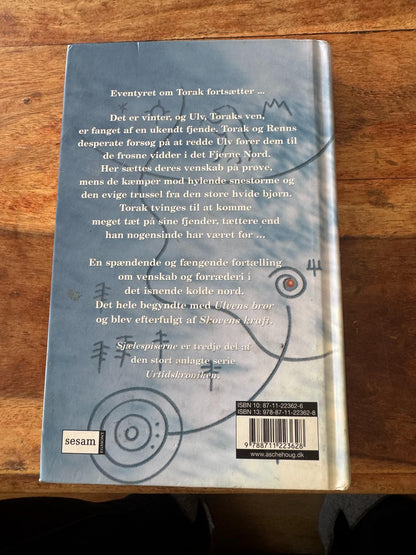 Eventyret om Torak fortsætter ...
Det er vinter, og Ulv, Toraks ven,
er fanget af en ukendt fjende. Torak og Renns
desperate forsøg på at redde Ulv fører dem til
de frosne vidder i det Fjerne Nord.
Her sættes deres venskab på prøve,
mens de kæmper mod hylende snestorme og
den evige trussel fra den store hvide bjørn.
Torak tvinges til at komme
meget tæt på sine fjender, tættere end
han nogensinde har været før ...
En spændende og fængende fortælling
om venskab og forræderi i
det isnende kolde nord.
Det hele begyndte med Ulvens bror
og blev efterfulgt af Skovens kraft.
Sjælespiserne er tredje del af
den stort anlagte serie
Urtidskrøniken.
sesam
ISBN 10: 87-11-22362-6
ISBN 13: 978-87-11-22362-8
9 788711 223628
www.aschehoug.dk